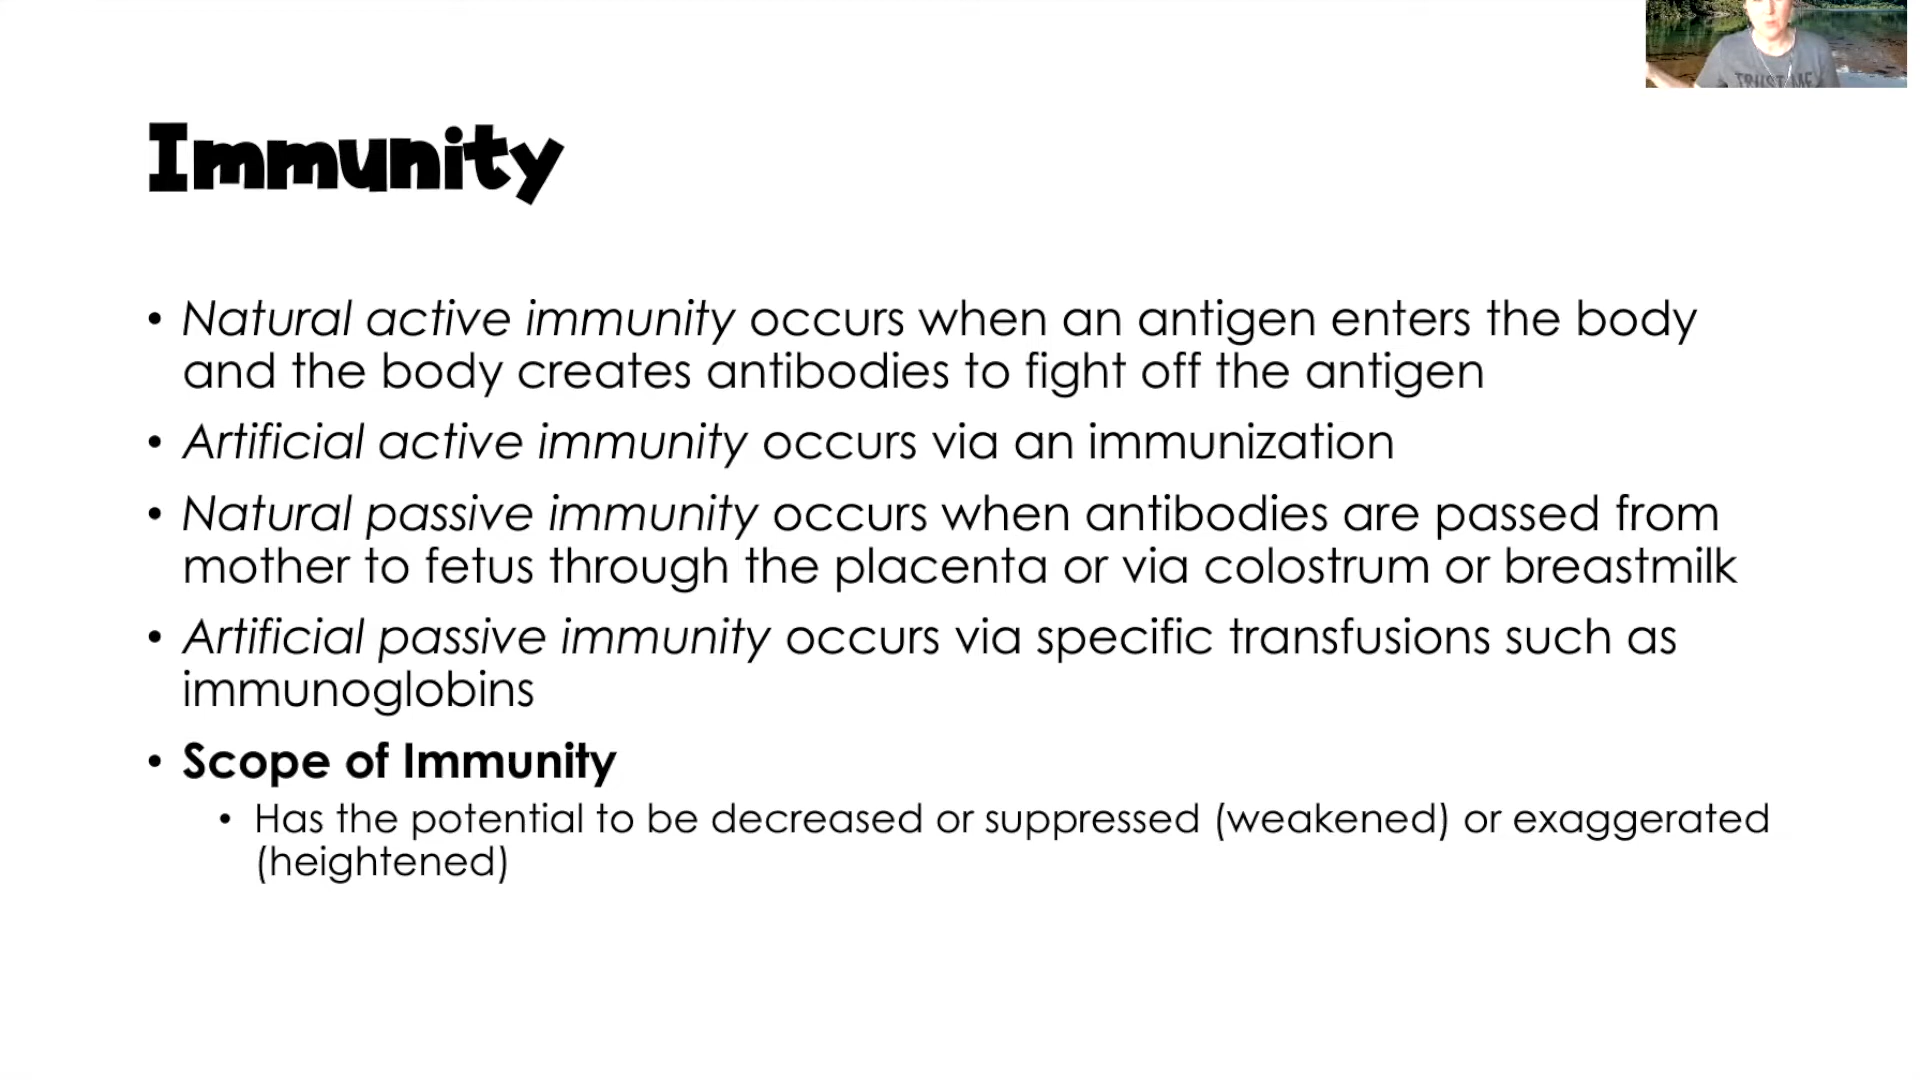 TRUST ME
Immunity
• Natural active immunity occurs when an antigen enters the body
and the body creates antibodies to fight off the antigen
• Artificial active immunity occurs via an immunization
• Natural passive immunity occurs when antibodies are passed from
mother to fetus through the placenta or via colostrum or breastmilk
• Artificial passive immunity occurs via specific transfusions such as
immunoglobins
• Scope of Immunity
• Has the potential to be decreased or suppressed (weakened) or exaggerated
(heightened)